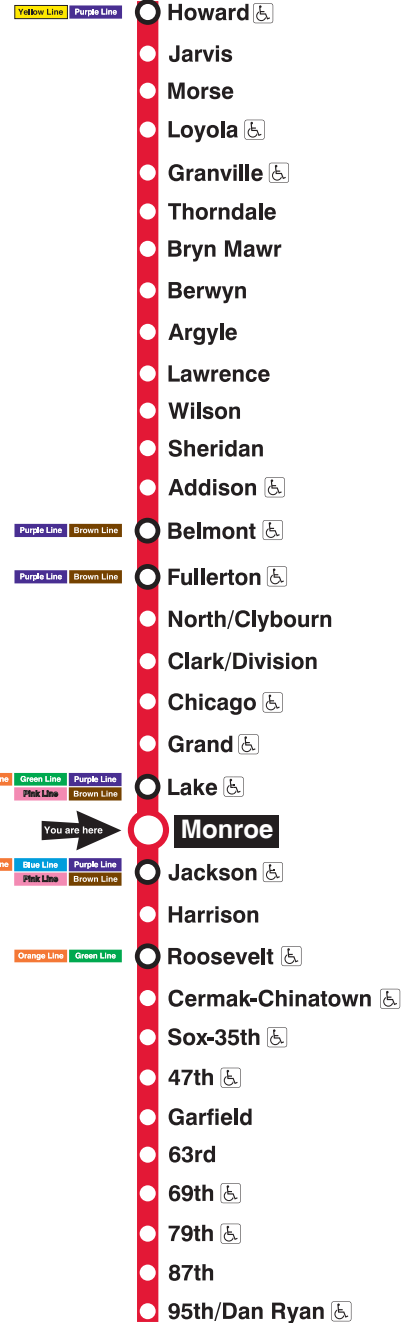 Yellow Line Purple Line Howard
Jarvis
Morse
Loyola
Granville
Thorndale
Bryn Mawr
Berwyn
Argyle
Lawrence
Wilson
Sheridan
Addison
Purple Line Brown Line Belmont
Purple Line Brown Line Fullerton
North/Clybourn
Clark/Division
Chicago
Grand
Green Line Purple Line
Pink Line Brown Line
Lake
You are here Monroe
Blue Line Purple Line
Pink Line Brown Line
Jackson
Harrison
Orange Line Green Line Roosevelt
Cermak-Chinatown
Sox-35th
47th
Garfield
63rd
69th
79th
87th
95th/Dan Ryan